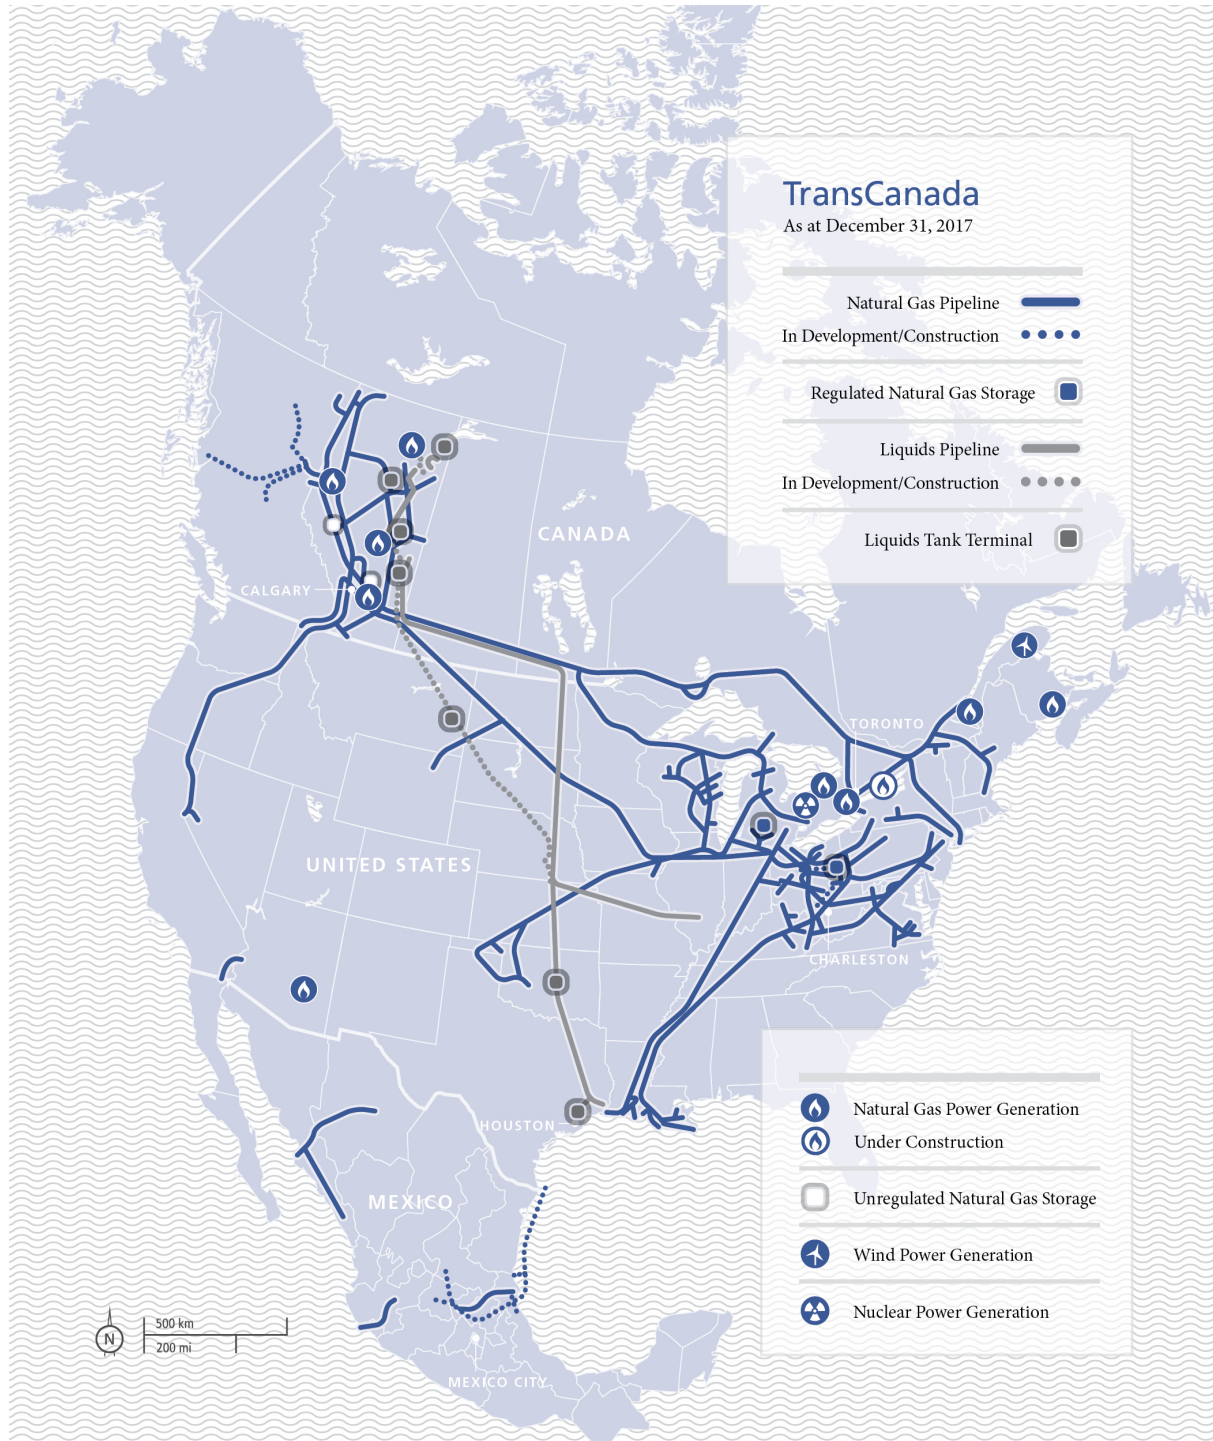 TransCanada
As at December 31, 2017
Natural Gas Pipeline
In Development/Construction
Regulated Natural Gas Storage
Liquids Pipeline
In Development/Construction
Liquids Tank Terminal
CANADA
CALGARY
TORONTO
UNITED STATES
CHARLESTON
HOUSTON
MEXICO
MEXICO CITY
Natural Gas Power Generation
Under Construction
Unregulated Natural Gas Storage
Wind Power Generation
Nuclear Power Generation
N
500 km
200 mi